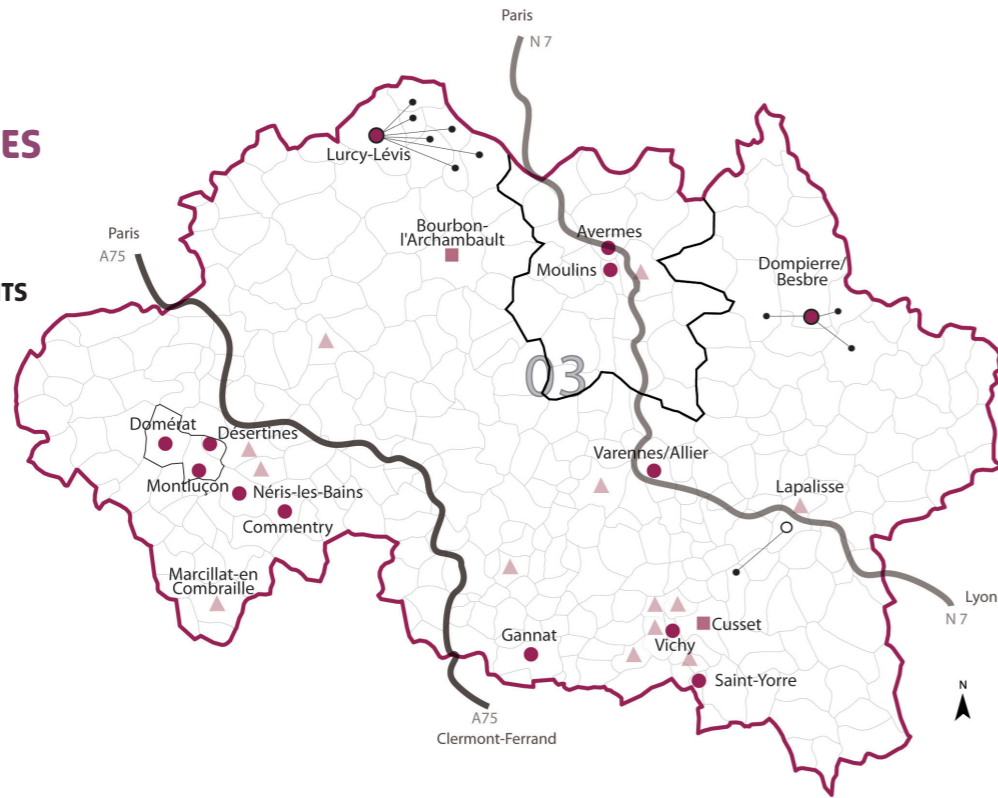 Paris
N 7
ES
Lurcy-Lévis
Paris
A75
Bourbon-
l'Archambault
Avermes
Moulins
Dompierre/
Besbre
TS
03
Domérat
Désertines
Montluçon
Néris-les-Bains
Commentry
Varennes/Allier
Lapalisse
Marcillat-en
Combraille
Lyon
N 7
Gannat
Cusset
Vichy
Saint-Yorre
N
A75
Clermont-Ferrand